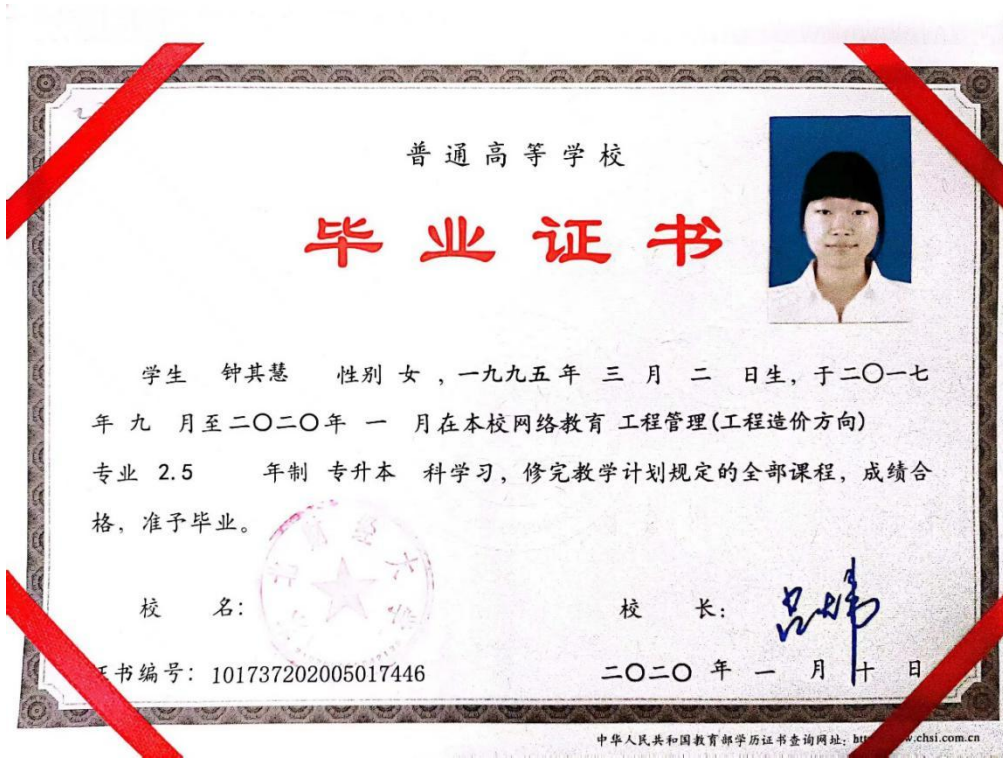 普通高等学校
毕业证书
学生 钟其慧 性别 女 ,一九九五年 三 月 二 日生, 于二〇一七
年 九 月至二〇二〇年 一 月在本校网络教育 工程管理(工程造价方向)
专业 2.5 年制 专升本 科学习, 修完教学计划规定的全部课程, 成绩合
格, 准予毕业。
财经大学
校 名: 校 长:
书编号: 101737202005017446 二〇二〇 年 一 月 十 日
中华人民共和国教育部学历证书查询网址: .chsi.com.cn